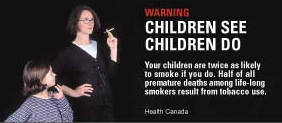 WARNING
CHILDREN SEE
CHILDREN DO
Your children are twice as likely
to smoke if you do. Half of all
premature deaths among life-long
smokers result from tobacco use.
Health Canada